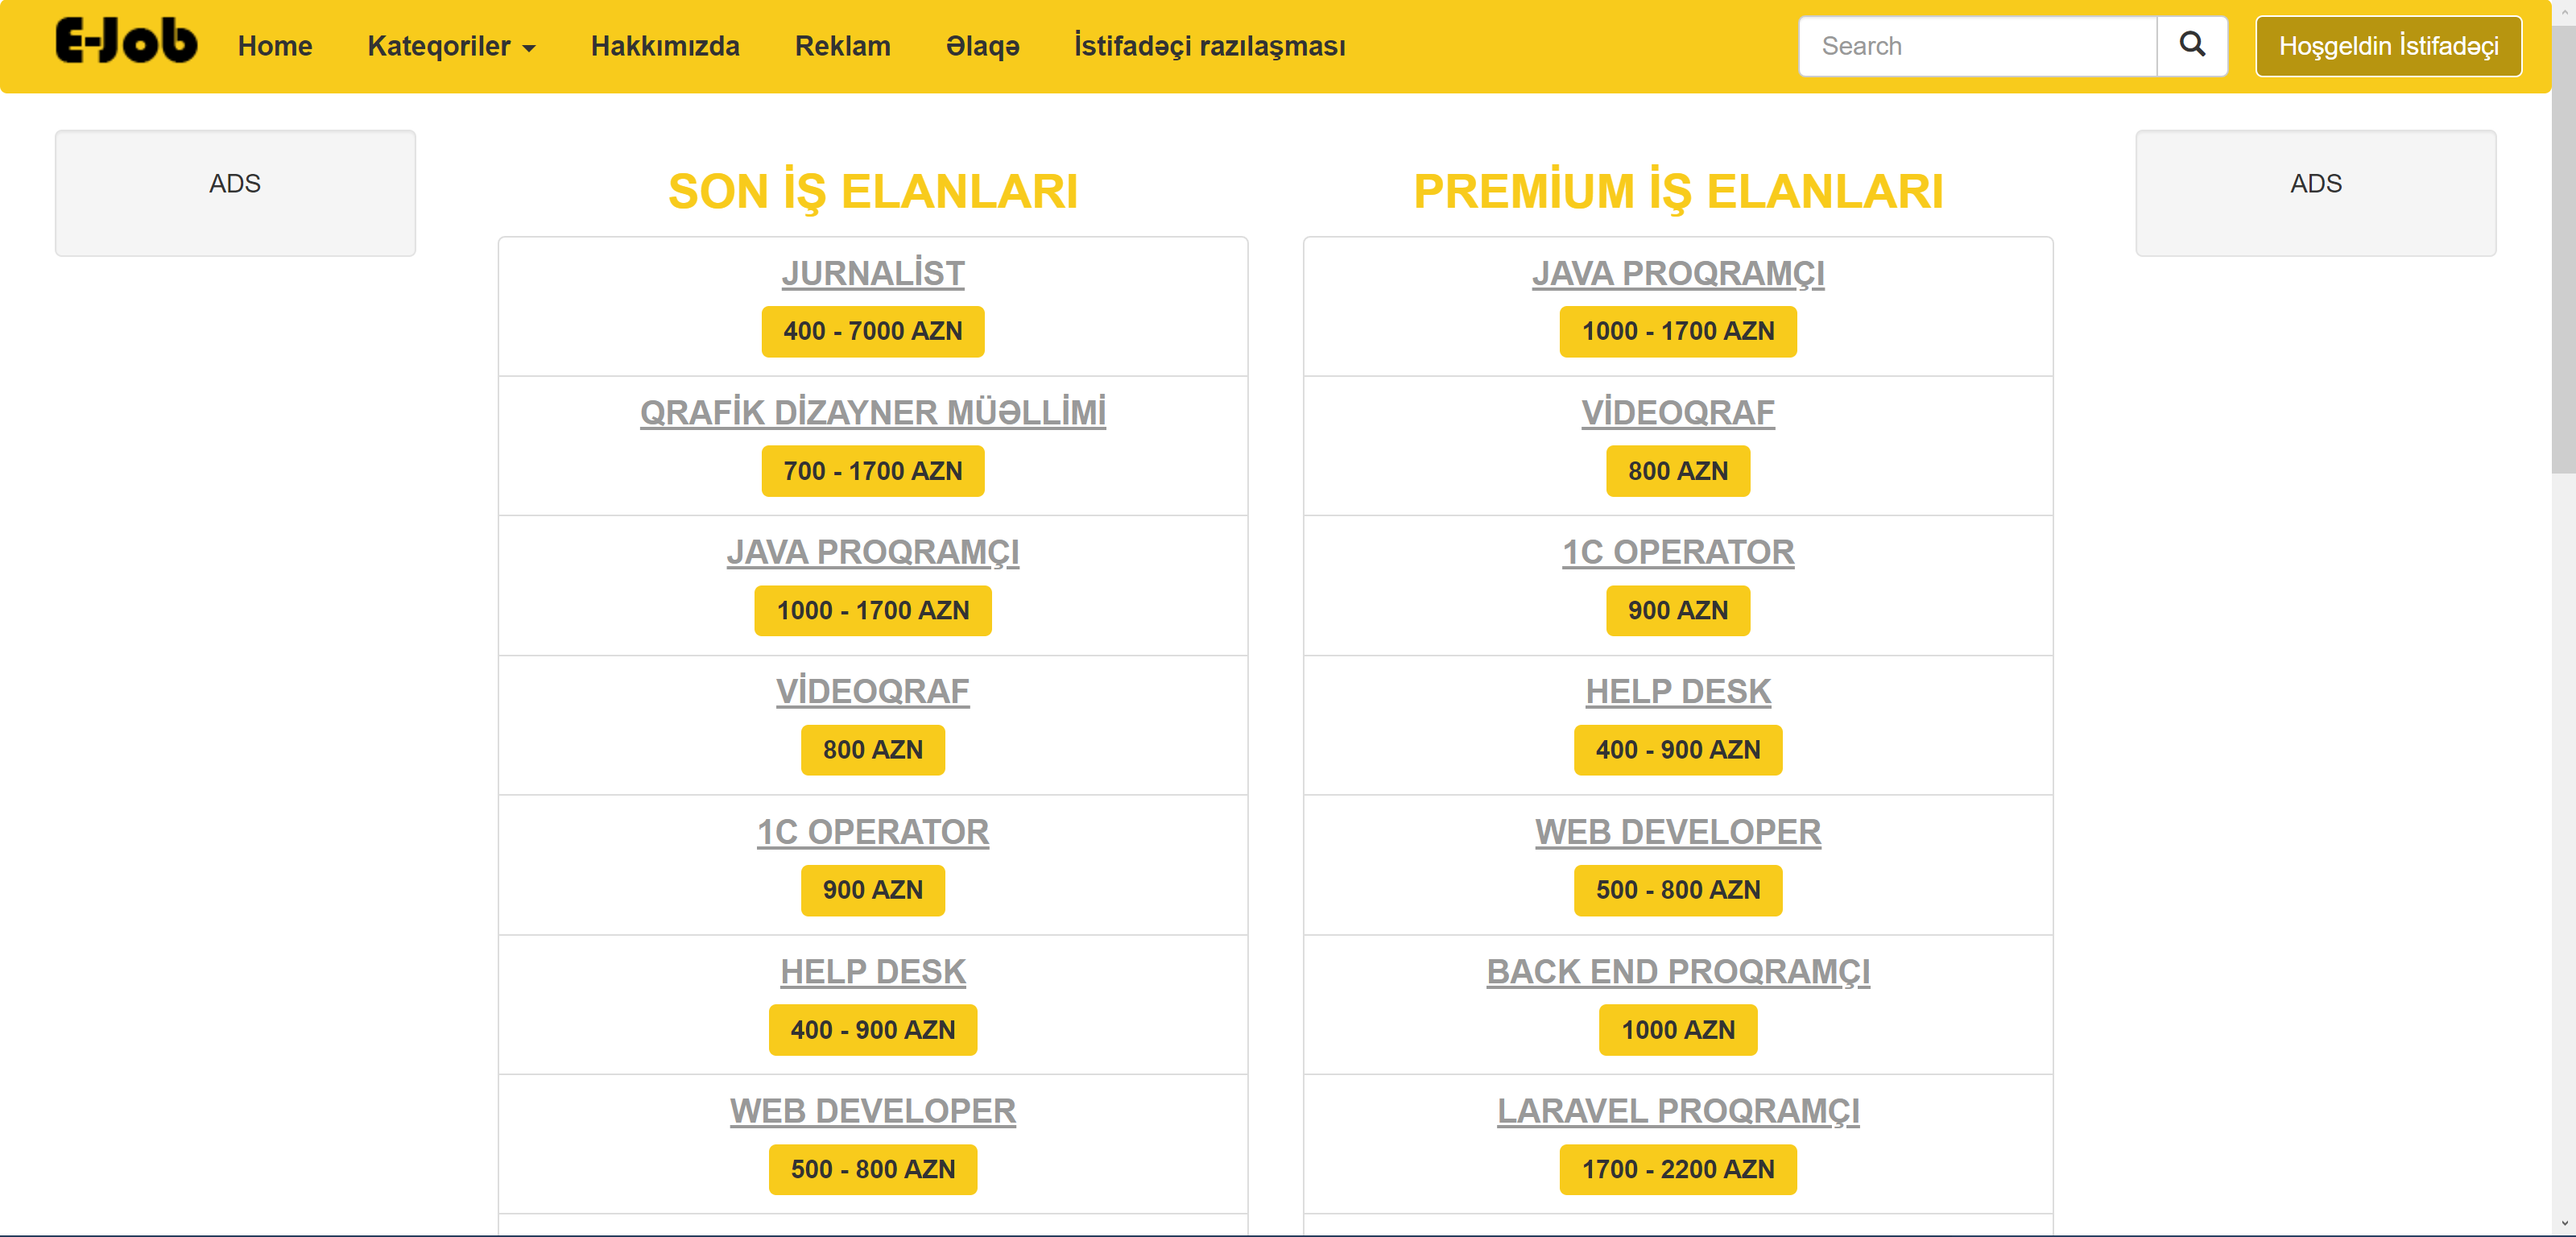 E-Job Home Kateqoriler Hakkımızda Reklam Əlaqə İstifadəçi razılaşması Search Hoşgeldin İstifadəçi
ADS
SON İŞ ELANLARI
JURNALİST
400 - 7000 AZN
QRAFİK DİZAYNER MÜƏLLİMİ
700 - 1700 AZN
JAVA PROQRAMÇI
1000 - 1700 AZN
VİDEOQRAF
800 AZN
1C OPERATOR
900 AZN
HELP DESK
400 - 900 AZN
WEB DEVELOPER
500 - 800 AZN
PREMİUM İŞ ELANLARI
JAVA PROQRAMÇI
1000 - 1700 AZN
VİDEOQRAF
800 AZN
1C OPERATOR
900 AZN
HELP DESK
400 - 900 AZN
WEB DEVELOPER
500 - 800 AZN
BACK END PROQRAMÇI
1000 AZN
LARAVEL PROQRAMÇI
1700 - 2200 AZN
ADS